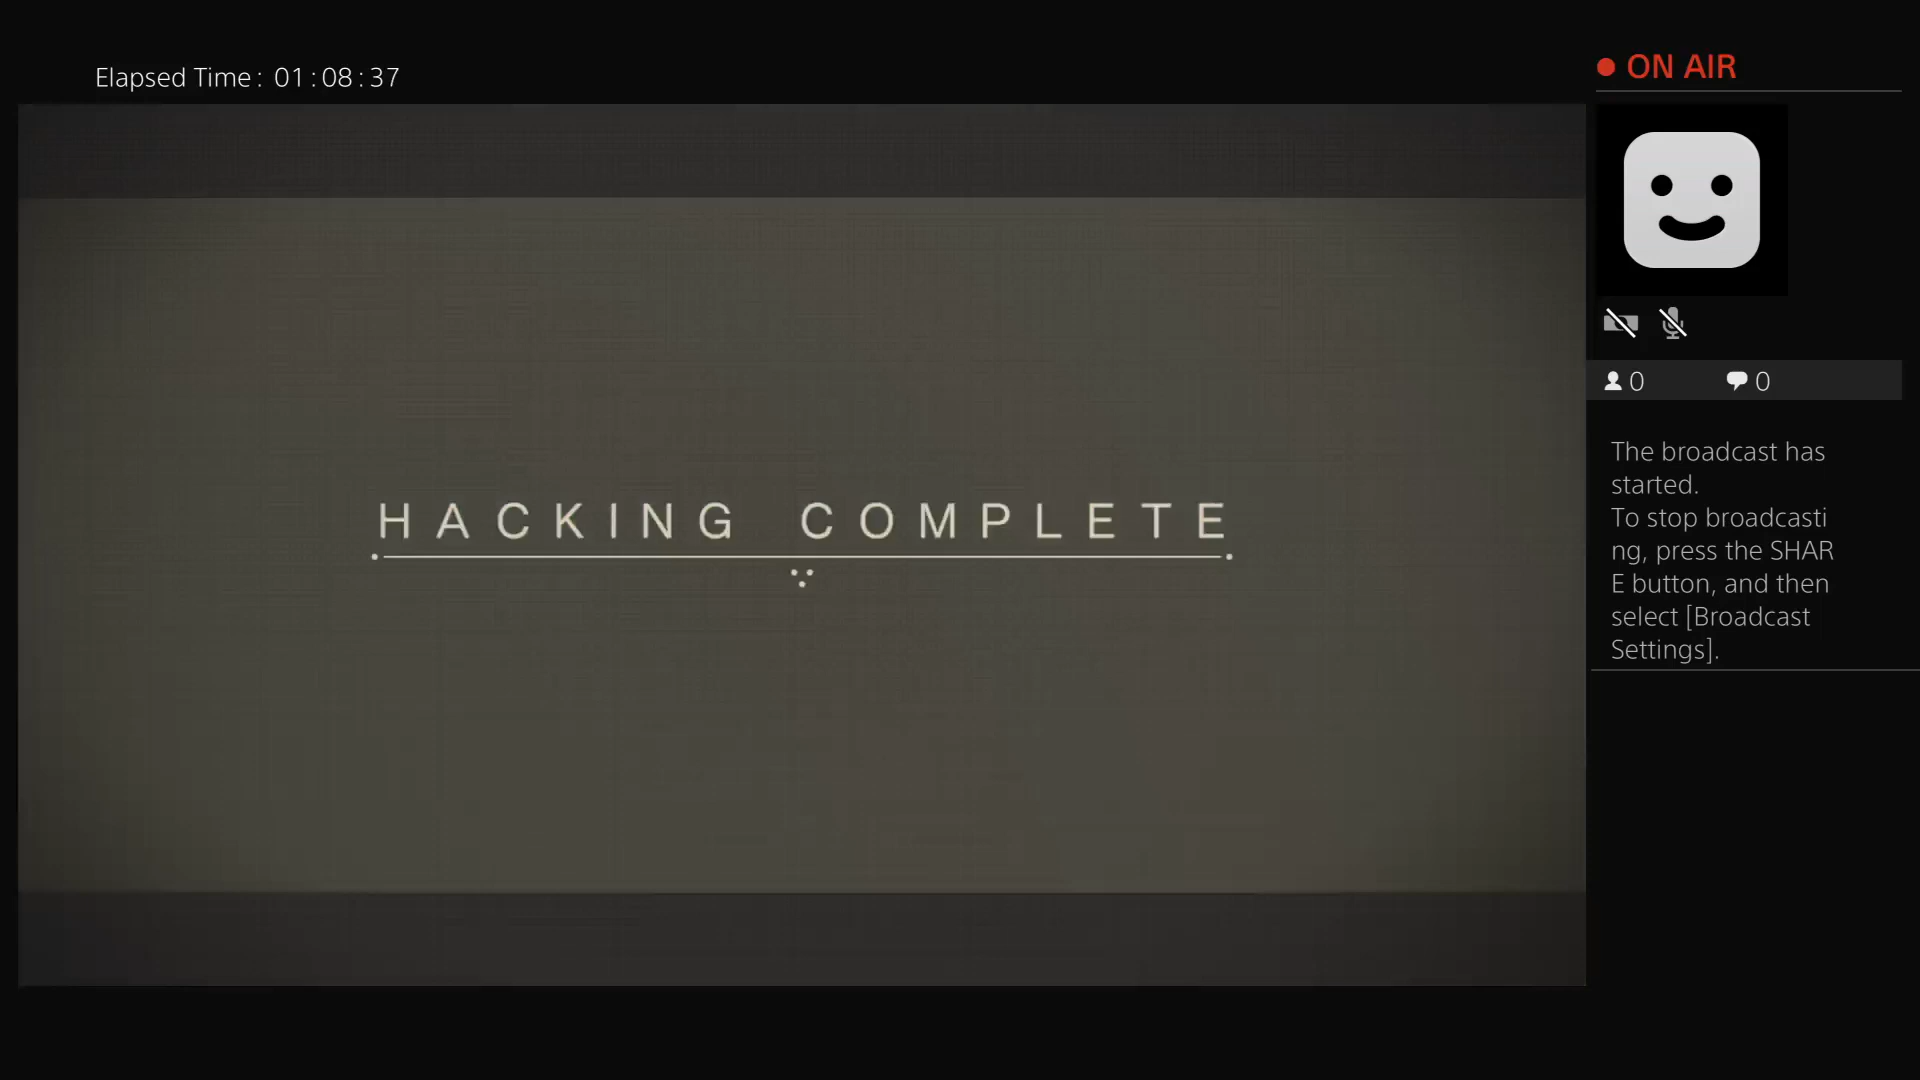 Elapsed Time: 01:08:37
ON AIR
HACKING COMPLETE
0 0
The broadcast has
started.
To stop broadcasti
ng, press the SHAR
E button, and then
select [Broadcast
Settings].